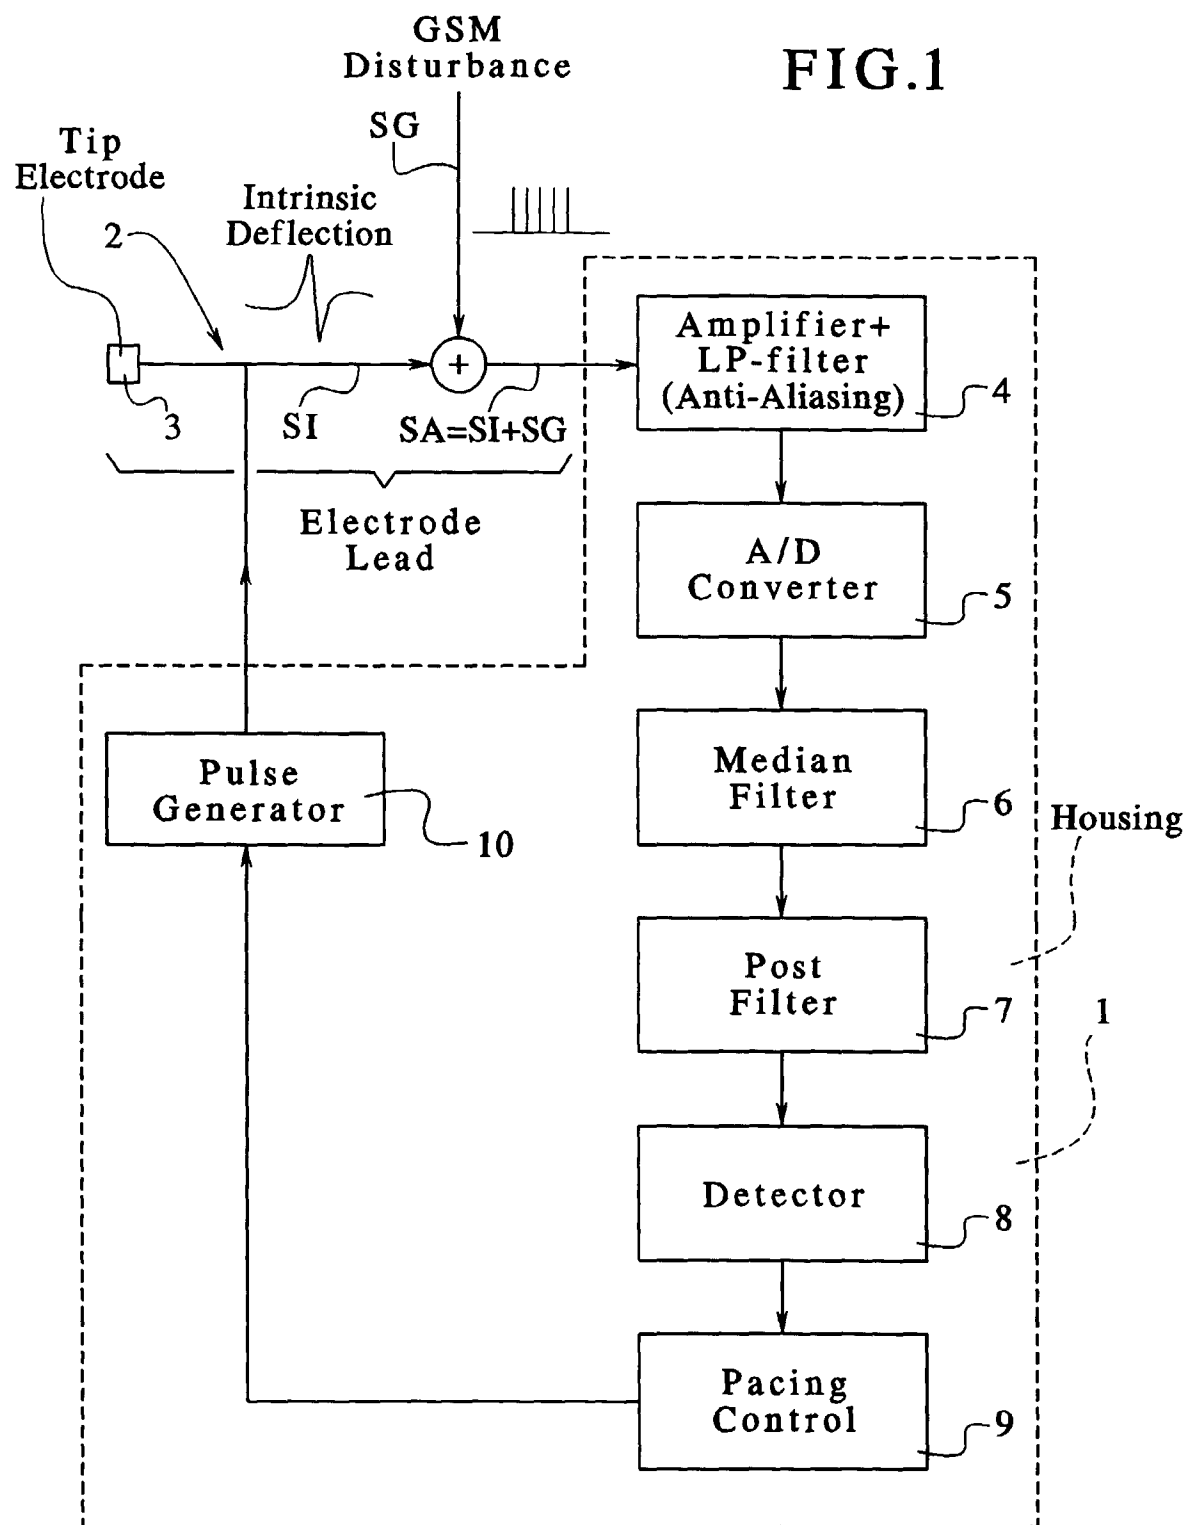 GSM
Disturbance
FIG.1
SG
Tip
Electrode
Intrinsic
Deflection
2
Amplifier+
LP-filter
(Anti-Aliasing)
4
+
3
SI
SA=SI+SG
Electrode
Lead
A/D
Converter
5
Median
Filter
6
Housing
Pulse
Generator
10
Post
Filter
7
1
Detector
8
Pacing
Control
9